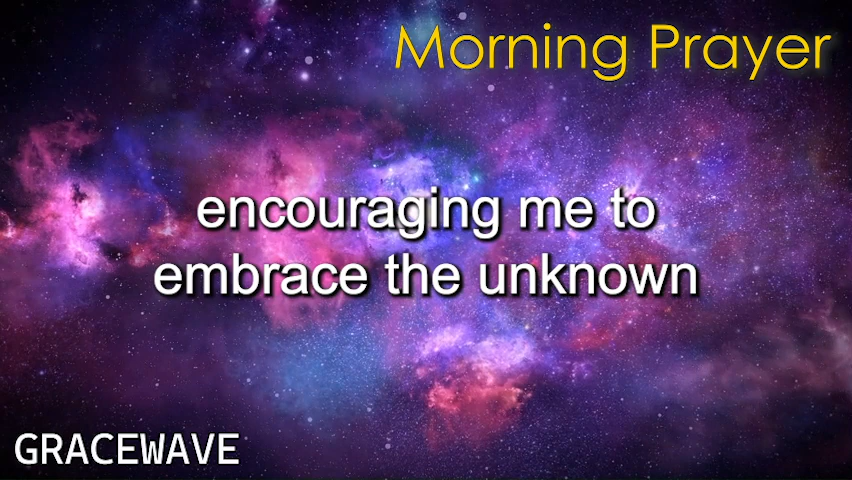 Morning Prayer
encouraging me to
embrace the unknown
GRACEWAVE